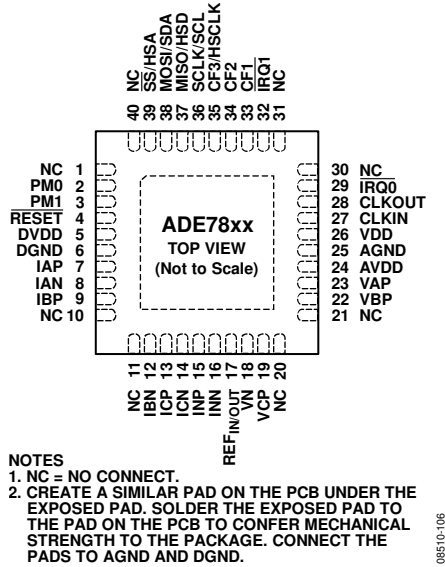 40 NC
39 SS/HSA
38 MOSI/SDA
37 MISO/HSD
36 SCLK/SCL
35 CF3/HSCLK
34 CF2
33 CF1
32 IRQ1
31 NC
NC 1
PM0 2
PM1 3
RESET 4
DVDD 5
DGND 6
IAP 7
IAN 8
IBP 9
NC 10
ADE78xx
TOP VIEW
(Not to Scale)
30 NC
29 IRQ0
28 CLKOUT
27 CLKIN
26 VDD
25 AGND
24 AVDD
23 VAP
22 VBP
21 NC
NC 11
IBN 12
ICP 13
ICN 14
INP 15
INN 16
REFIN/OUT 17
VN 18
VCP 19
NC 20
NOTES
1. NC = NO CONNECT.
2. CREATE A SIMILAR PAD ON THE PCB UNDER THE
EXPOSED PAD. SOLDER THE EXPOSED PAD TO
THE PAD ON THE PCB TO CONFER MECHANICAL
STRENGTH TO THE PACKAGE. CONNECT THE
PADS TO AGND AND DGND.
08510-106